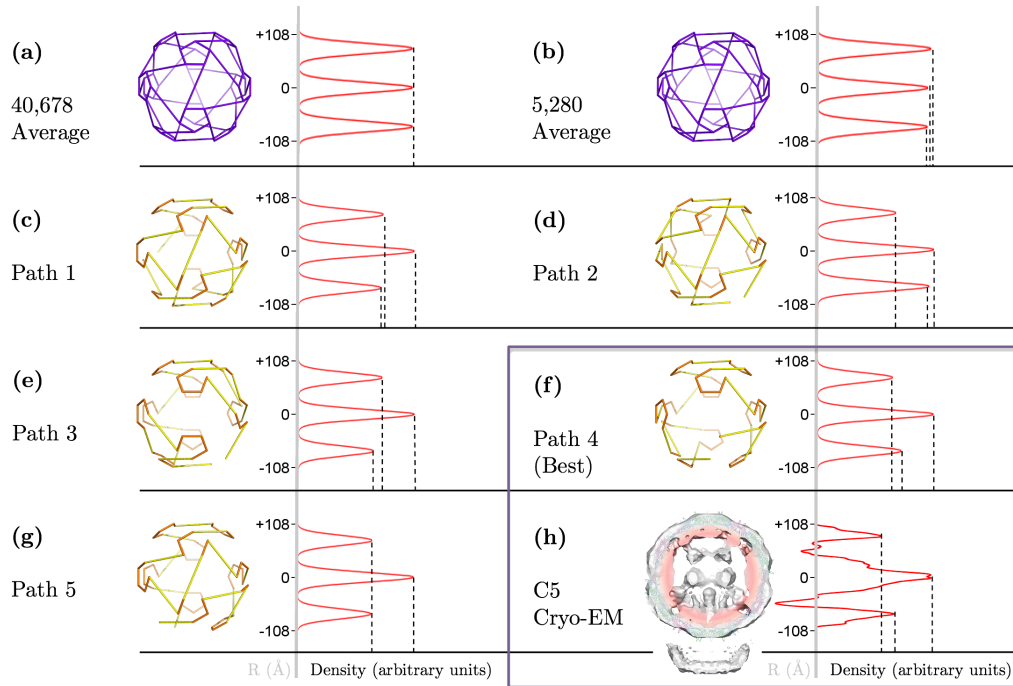 (a)
40,678
Average
+108
0
-108
(b)
5,280
Average
+108
0
-108
(c)
Path 1
+108
0
-108
(d)
Path 2
+108
0
-108
(e)
Path 3
+108
0
-108
(f)
Path 4
(Best)
+108
0
-108
(g)
Path 5
+108
0
-108
(h)
C5
Cryo-EM
+108
0
-108
R (Å) Density (arbitrary units)
R (Å) Density (arbitrary units)